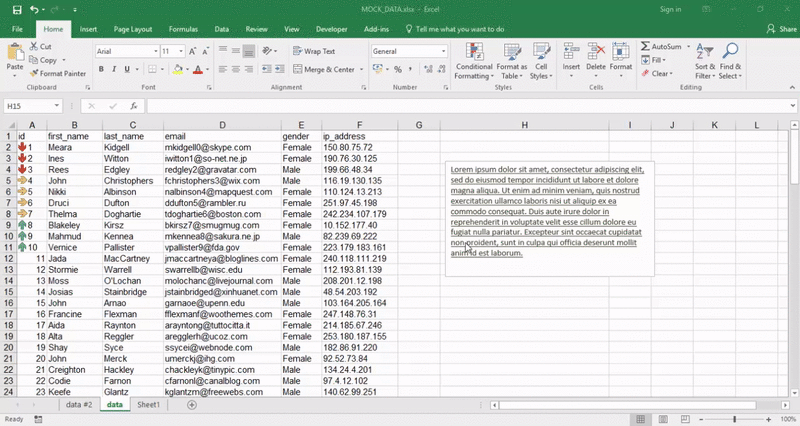 MOCK_DATA.xlsx - Excel
Sign in
File Home Insert Page Layout Formulas Data Review View Developer Add-ins Tell me what you want to do Share
Paste Cut Copy Format Painter
Arial 11
Wrap Text
Merge & Center
General
Conditional Formatting Format as Table Cell Styles
Insert Delete Format
AutoSum Fill Clear
Sort & Filter Find & Select
Clipboard Font Alignment Number Styles Cells Editing
H15
A B C D E F G H I J K L
1 id first_name last_name email gender ip_address
2 1 Meara Kidgell mkidgell0@skype.com Female 150.80.75.72
3 2 Ines Witton iwitton1@so-net.ne.jp Female 190.76.30.125
4 3 Rees Edgley redgley2@gravatar.com Male 199.66.48.34
5 4 John Christophers fchristophers3@wix.com Male 116.19.130.135
6 5 Nikki Albinson nalbinson4@mapquest.com Female 110.124.13.213
7 6 Druci Dufton ddufton5@rambler.ru Female 251.97.45.198
8 7 Thelma Doghartie tdoghartie6@boston.com Female 242.234.107.179
9 8 Blakeley Kirsz bkirsz7@smugmug.com Female 10.152.177.40
10 9 Mahmud Kennea mkennea8@sakura.ne.jp Male 82.239.69.222
11 10 Vernice Pallister vpallister9@fda.gov Female 223.179.183.161
12 11 Jada MacCartney jmaccartneya@bloglines.com Female 240.118.111.219
13 12 Stormie Warrell swarrellb@wisc.edu Female 112.193.81.139
14 13 Moss O'Lochan molochanc@livejournal.com Male 208.201.12.198
15 14 Josias Stainbridge jstainbridged@xinhuanet.com Male 48.54.203.192
16 15 John Arnao garnaoe@upenn.edu Male 103.164.205.164
17 16 Francine Flexman fflexmanf@woothemes.com Female 247.148.76.31
18 17 Aida Raynton arayntong@tuttocitta.it Female 214.185.67.246
19 18 Alta Reggler aregglerh@ucoz.com Female 253.180.187.155
20 19 Shay Syce ssycei@webnode.com Male 182.86.91.220
21 20 John Merck umerckj@ihg.com Male 92.52.73.84
22 21 Creighton Hackley chackleyk@tinypic.com Male 134.24.4.201
23 22 Codie Farnon cfarnonl@canalblog.com Male 97.4.12.102
24 23 Keefe Glantz kglantzm@freewebs.com Male 140.62.99.251
Lorem ipsum dolor sit amet, consectetur adipiscing elit,
sed do eiusmod tempor incididunt ut labore et dolore
magna aliqua. Ut enim ad minim veniam, quis nostrud
exercitation ullamco laboris nisi ut aliquip ex ea
commodo consequat. Duis aute irure dolor in
reprehenderit in voluptate velit esse cillum dolore eu
fugiat nulla pariatur. Excepteur sint occaecat cupidatat
non proident, sunt in culpa qui officia deserunt mollit
anim id est laborum.
data #2 data Sheet1
Ready
100%